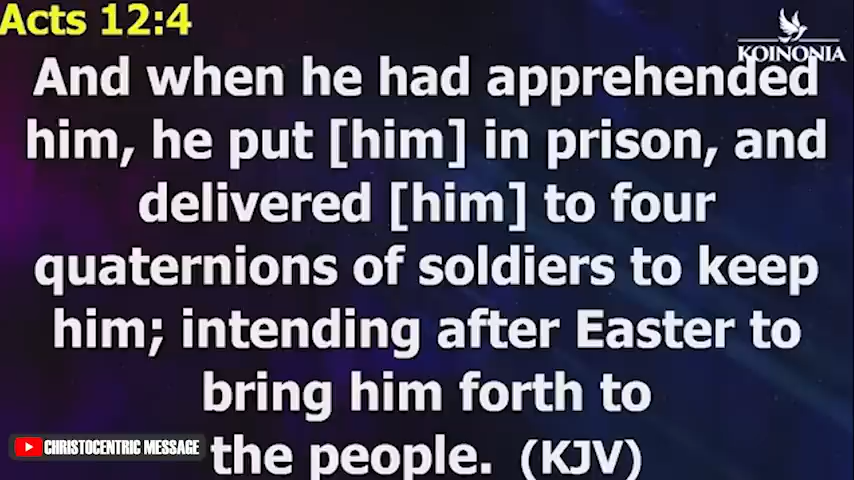 Acts 12:4
KOINONIA
And when he had apprehended
him, he put [him] in prison, and
delivered [him] to four
quaternions of soldiers to keep
him; intending after Easter to
bring him forth to
the people. (KJV)
CHRISTOCENTRIC MESSAGE